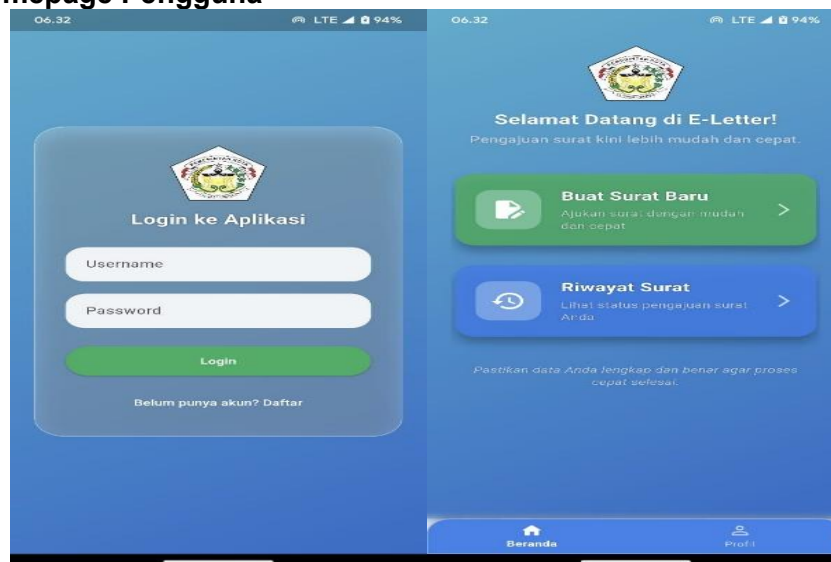 06.32 LTE 94%
Login ke Aplikasi
Username
Password
Login
Belum punya akun? Daftar
06.32 LTE 94%
Selamat Datang di E-Letter!
Pengajuan surat kini lebih mudah dan cepat.
Buat Surat Baru
Ajukan surat dengan mudah
dan cepat
Riwayat Surat
Lihat status pengajuan surat
Anda
Pastikan data Anda lengkap dan benar agar proses
cepat selesai.
Beranda
Profil